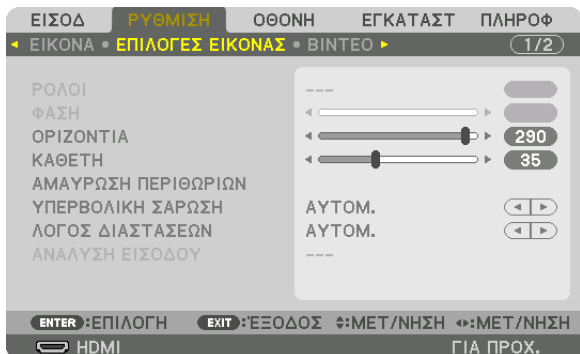 ΕΙΣΟΔ ΡΥΘΜΙΣΗ ΟΘΟΝΗ ΕΓΚΑΤΑΣΤ ΠΛΗΡΟΦ
ΕΙΚΟΝΑ • ΕΠΙΛΟΓΕΣ ΕΙΚΟΝΑΣ • ΒΙΝΤΕΟ 1/2
ΡΟΛΟΙ ---
ΦΑΣΗ
ΟΡΙΖΟΝΤΙΑ 290
ΚΑΘΕΤΗ 35
ΑΜΑΥΡΩΣΗ ΠΕΡΙΘΩΡΙΩΝ
ΥΠΕΡΒΟΛΙΚΗ ΣΑΡΩΣΗ ΑΥΤΟΜ.
ΛΟΓΟΣ ΔΙΑΣΤΑΣΕΩΝ ΑΥΤΟΜ.
ΑΝΑΛΥΣΗ ΕΙΣΟΔΟΥ ---
ENTER :ΕΠΙΛΟΓΗ EXIT :ΈΞΟΔΟΣ :ΜΕΤ/ΝΗΣΗ :ΜΕΤ/ΝΗΣΗ
HDMI ΓΙΑ ΠΡΟΧ.